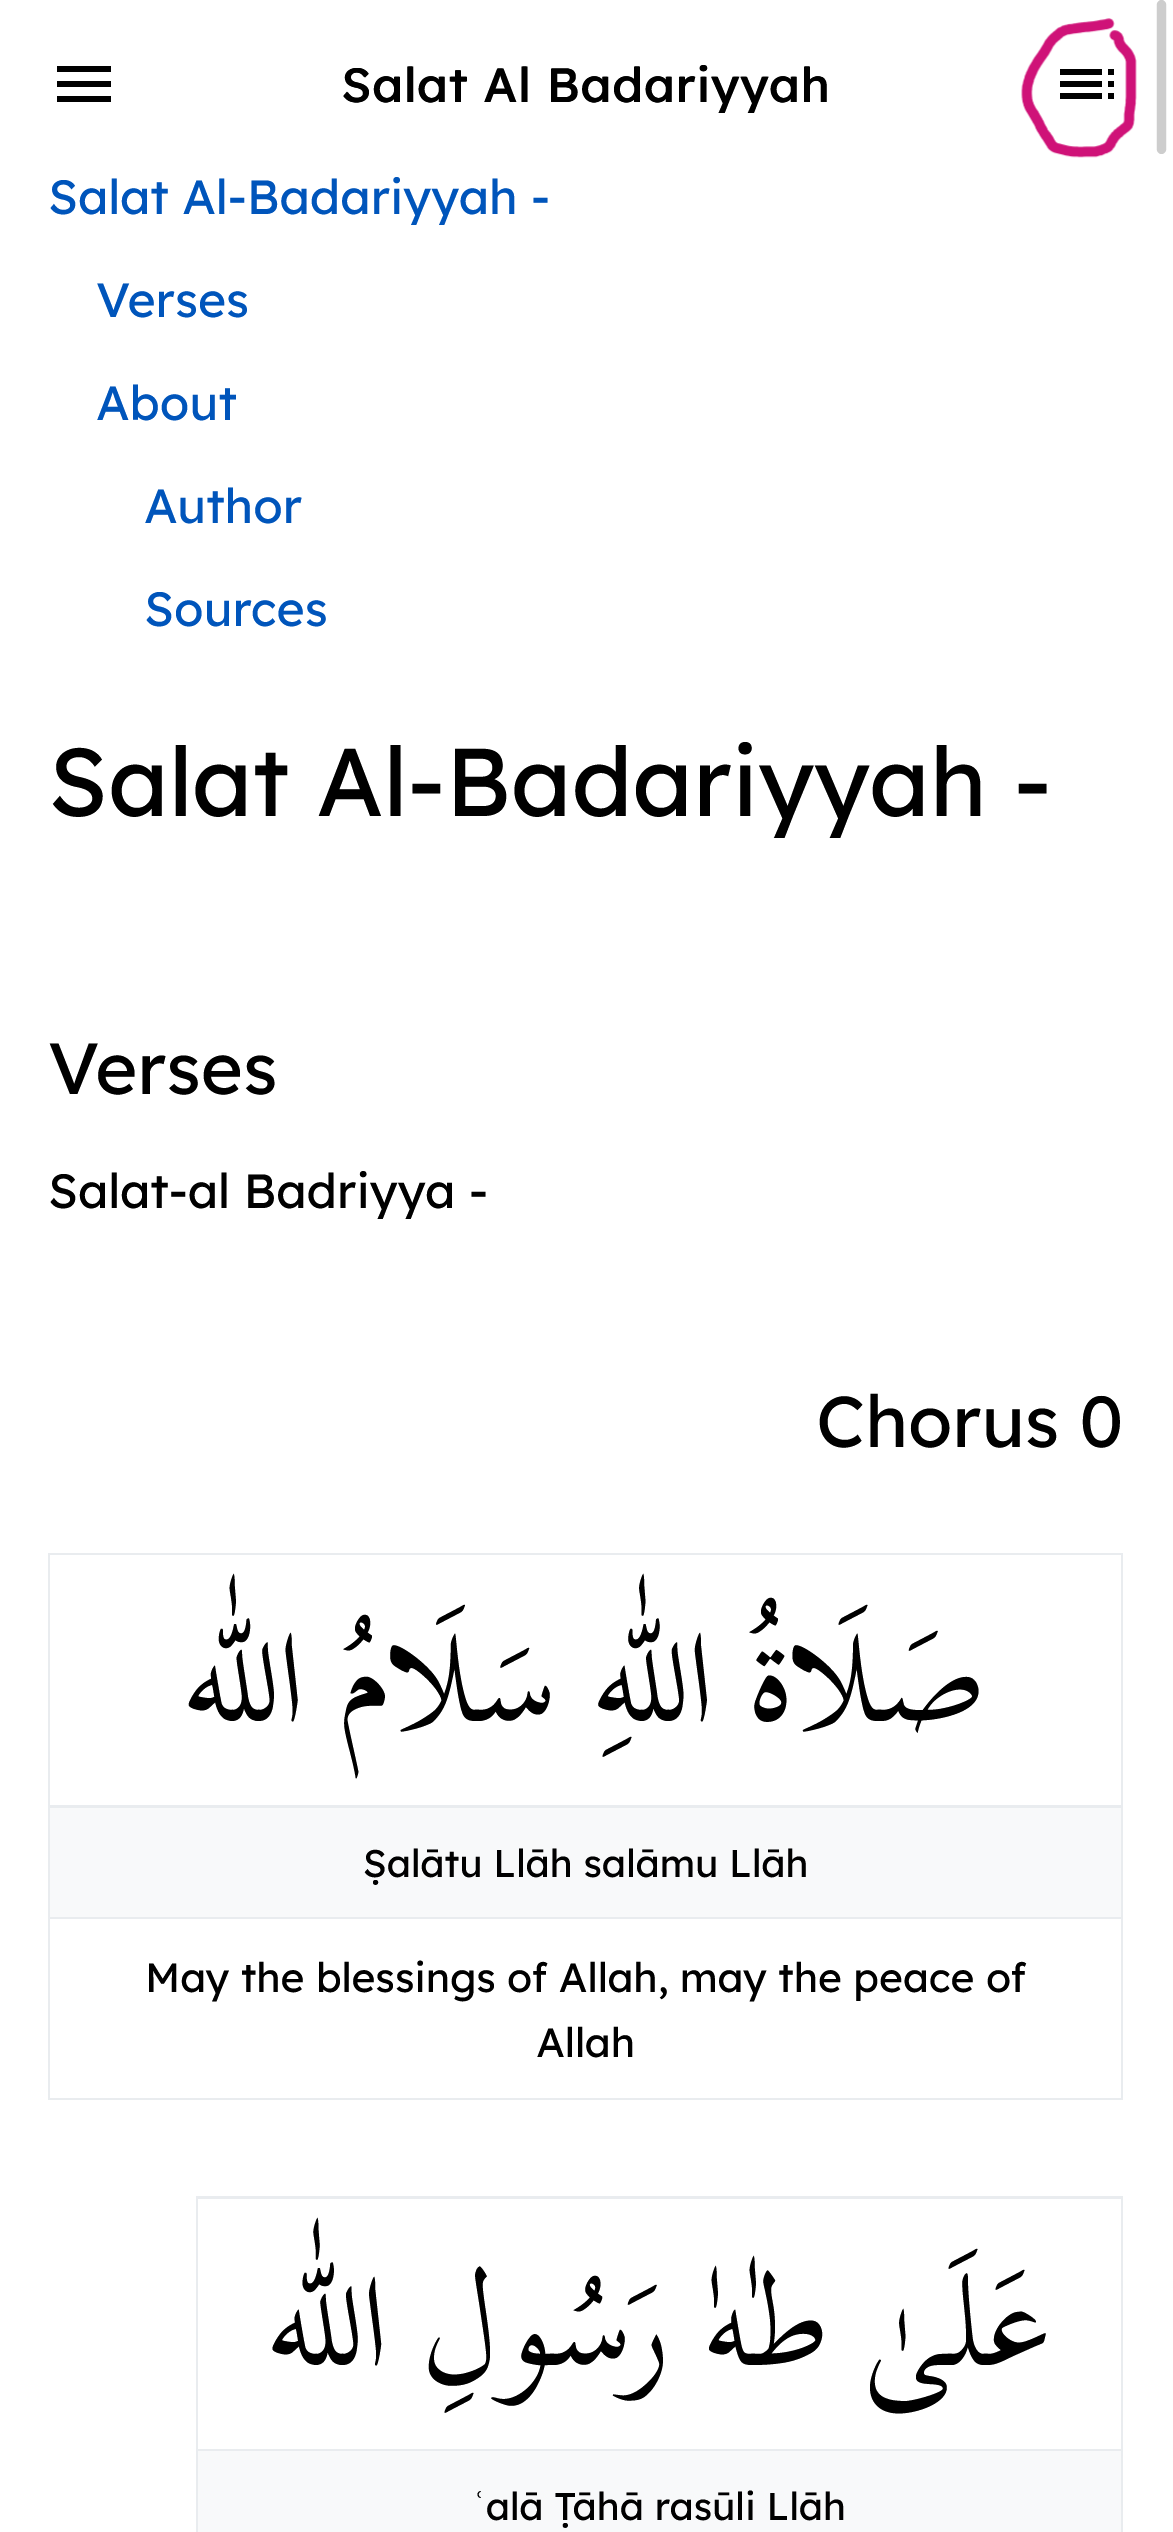 Salat Al Badariyyah
Salat Al-Badariyyah -
Verses
About
Author
Sources
Salat Al-Badariyyah -
Verses
Salat-al Badriyya -
Chorus 0
صَلَاةُ اللّٰهِ سَلَامُ اللّٰه
Ṣalātu Llāh salāmu Llāh
May the blessings of Allah, may the peace of
Allah
عَلَىٰ طٰهٰ رَسُولِ اللّٰه
ʿalā Ṭāhā rasūli Llāh